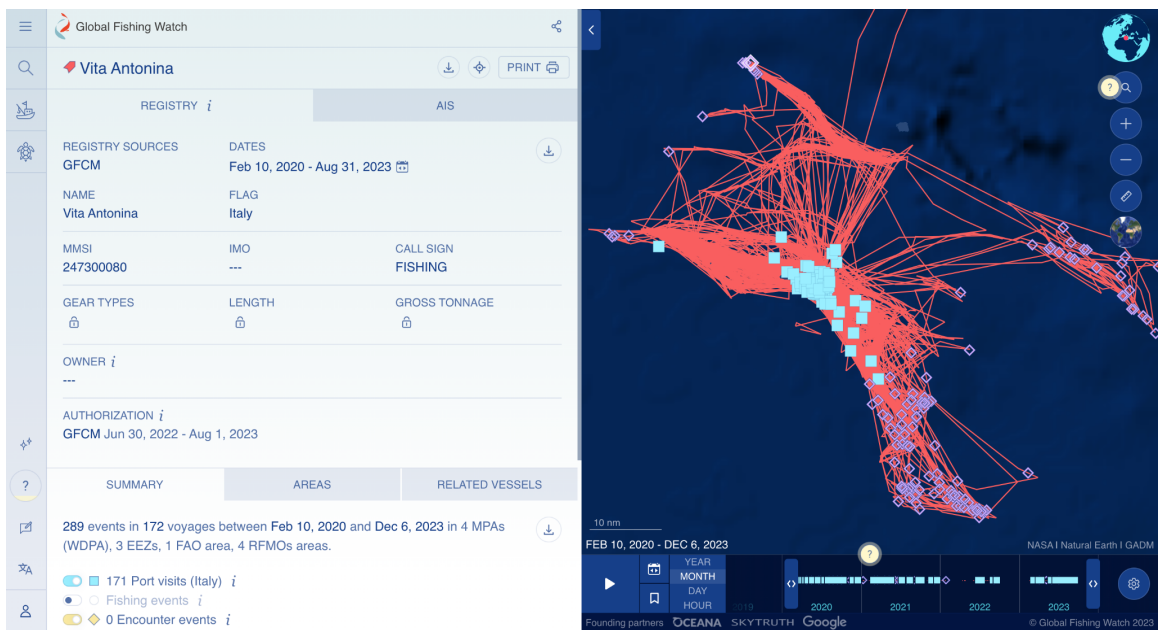 Global Fishing Watch
Vita Antonina
PRINT
REGISTRY i
AIS
REGISTRY SOURCES
DATES
GFCM
Feb 10, 2020 - Aug 31, 2023
NAME
FLAG
Vita Antonina
Italy
MMSI
IMO
CALL SIGN
247300080
---
FISHING
GEAR TYPES
LENGTH
GROSS TONNAGE
OWNER i
---
AUTHORIZATION i
GFCM Jun 30, 2022 - Aug 1, 2023
SUMMARY
AREAS
RELATED VESSELS
289 events in 172 voyages between Feb 10, 2020 and Dec 6, 2023 in 4 MPAs
(WDPA), 3 EEZs, 1 FAO area, 4 RFMOs areas.
171 Port visits (Italy) i
Fishing events i
0 Encounter events i
?
?
10 nm
FEB 10, 2020 - DEC 6, 2023
NASA I Natural Earth I GADM
?
YEAR
MONTH
DAY
HOUR
2019
2020
2021
2022
2023
Founding partners OCEANA SKYTRUTH Google
© Global Fishing Watch 2023